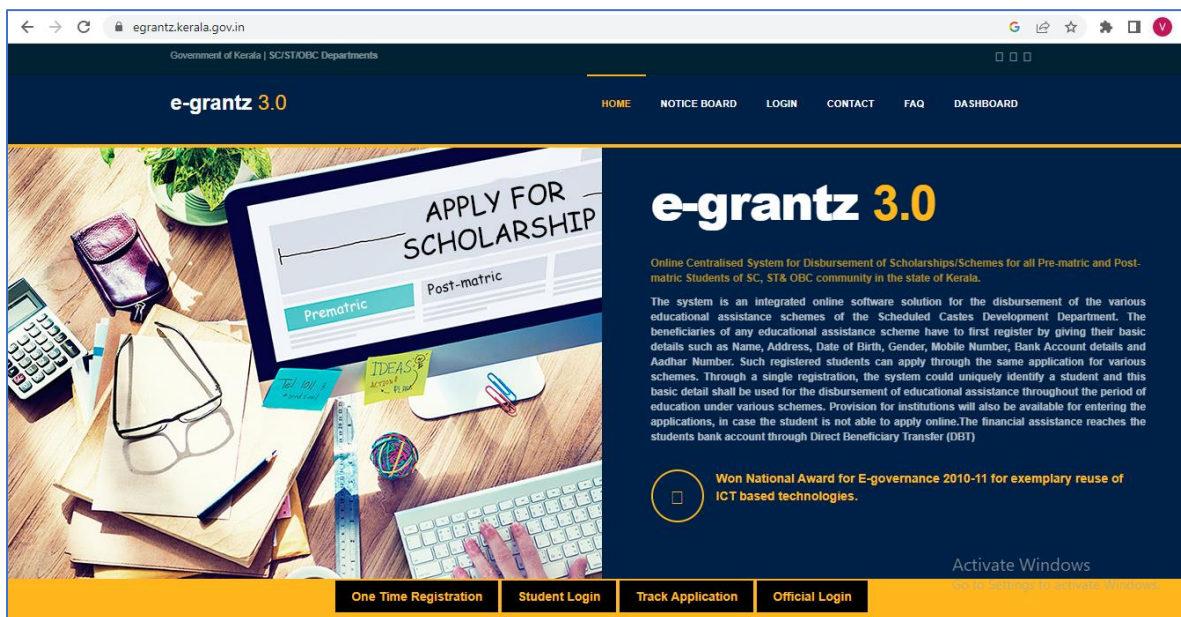 egrantz.kerala.gov.in
V
Government of Kerala | SC/ST/OBC Departments
e-grantz 3.0
HOME NOTICE BOARD LOGIN CONTACT FAQ DASHBOARD
APPLY FOR
SCHOLARSHIP
Prematric
Post-matric
IDEAS
e-grantz 3.0
Online Centralised System for Disbursement of Scholarships/Schemes for all Pre-matric and Post-
matric Students of SC, ST& OBC community in the state of Kerala.
The system is an integrated online software solution for the disbursement of the various
educational assistance schemes of the Scheduled Castes Development Department. The
beneficiaries of any educational assistance scheme have to first register by giving their basic
details such as Name, Address, Date of Birth, Gender, Mobile Number, Bank Account details and
Aadhar Number. Such registered students can apply through the same application for various
schemes. Through a single registration, the system could uniquely identify a student and this
basic detail shall be used for the disbursement of educational assistance throughout the period of
education under various schemes. Provision for institutions will also be available for entering the
applications, in case the student is not able to apply online.The financial assistance reaches the
students bank account through Direct Beneficiary Transfer (DBT)
Won National Award for E-governance 2010-11 for exemplary reuse of
ICT based technologies.
Activate Windows
Go to Settings to activate Windows.
One Time Registration Student Login Track Application Official Login